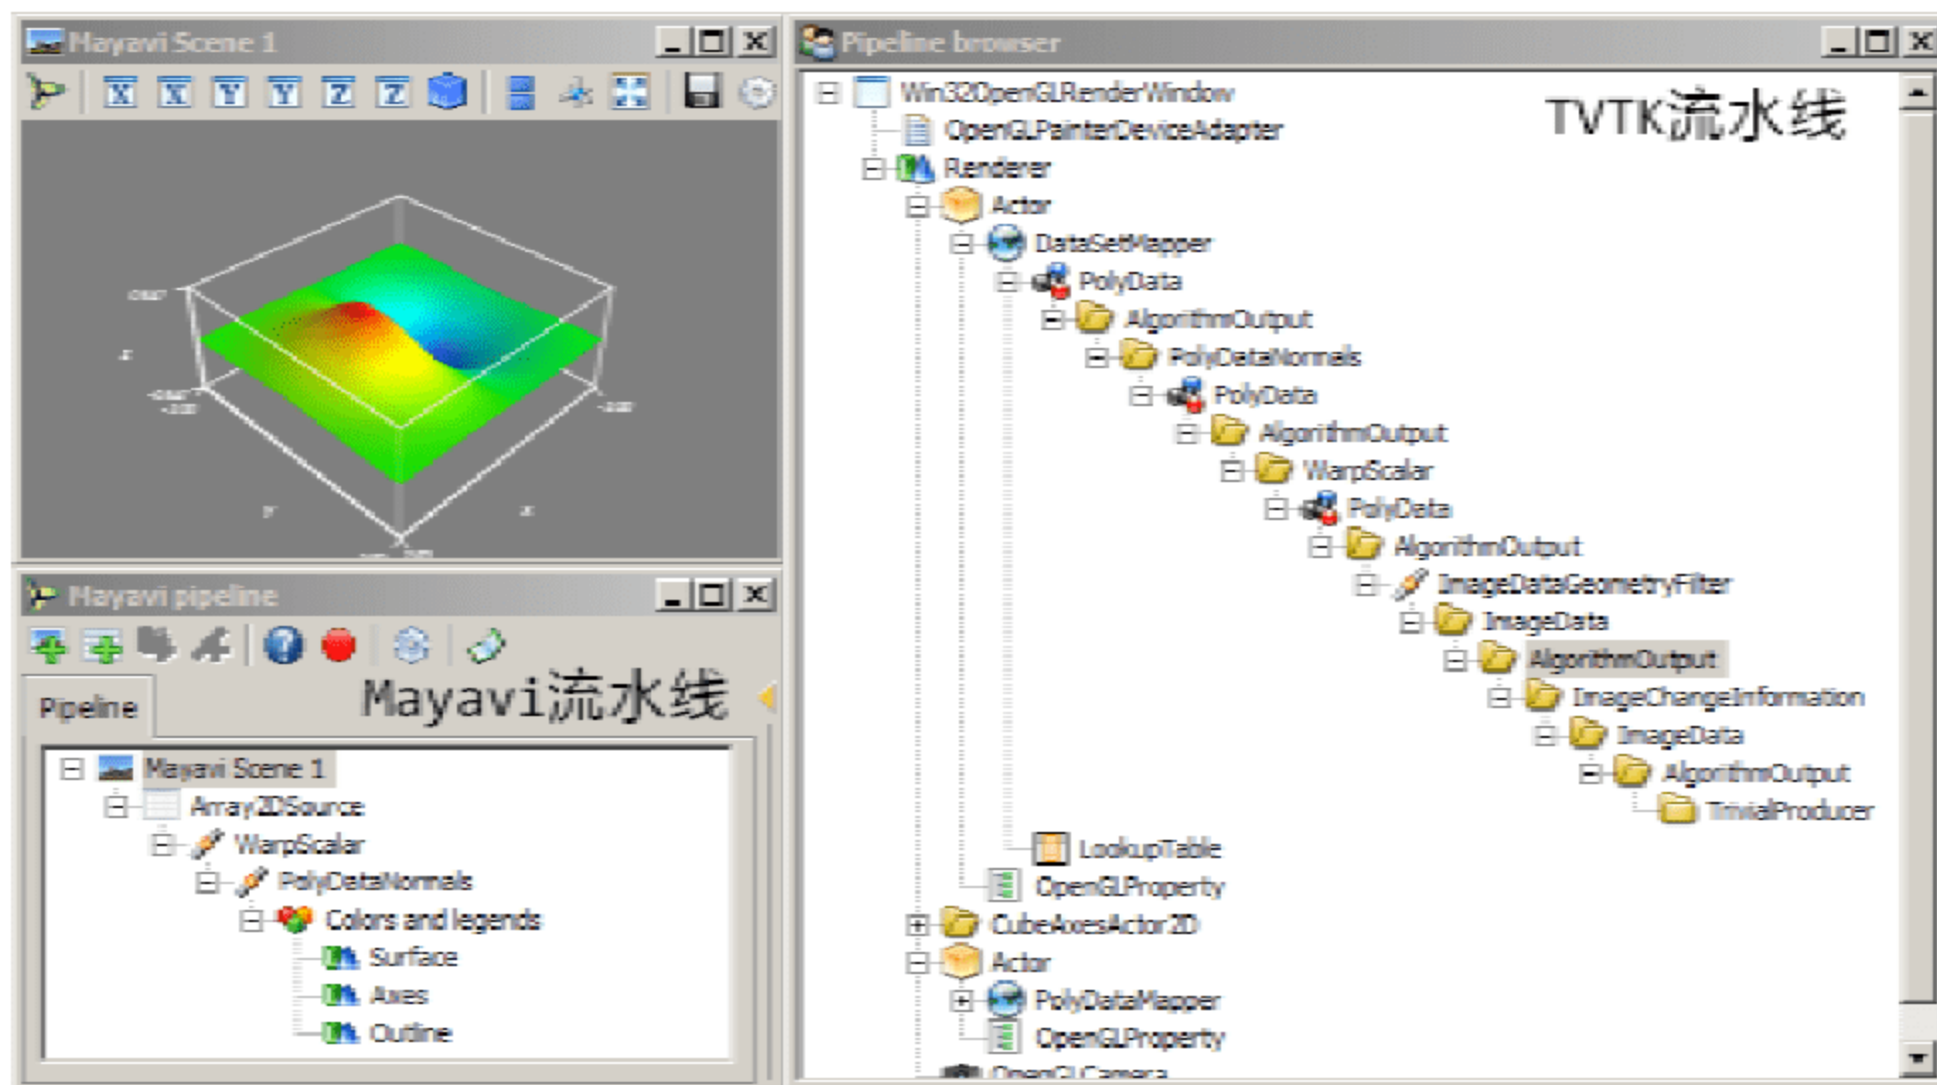 Mayavi Scene 1
X X Y Y Z Z
z
y
x
Mayavi pipeline
Mayavi流水线
Pipeline
Mayavi Scene 1
Array2DSource
WarpScalar
PolyDataNormals
Colors and legends
Surface
Axes
Outline
Pipeline browser
TVTK流水线
Win32OpenGLRenderWindow
OpenGLPainterDeviceAdapter
Renderer
Actor
DataSetMapper
PolyData
AlgorithmOutput
PolyDataNormals
PolyData
AlgorithmOutput
WarpScalar
PolyData
AlgorithmOutput
ImageDataGeometryFilter
ImageData
AlgorithmOutput
ImageChangeInformation
ImageData
AlgorithmOutput
TrivialProducer
LookupTable
OpenGLProperty
CubeAxesActor2D
Actor
PolyDataMapper
OpenGLProperty
OpenGLCamera